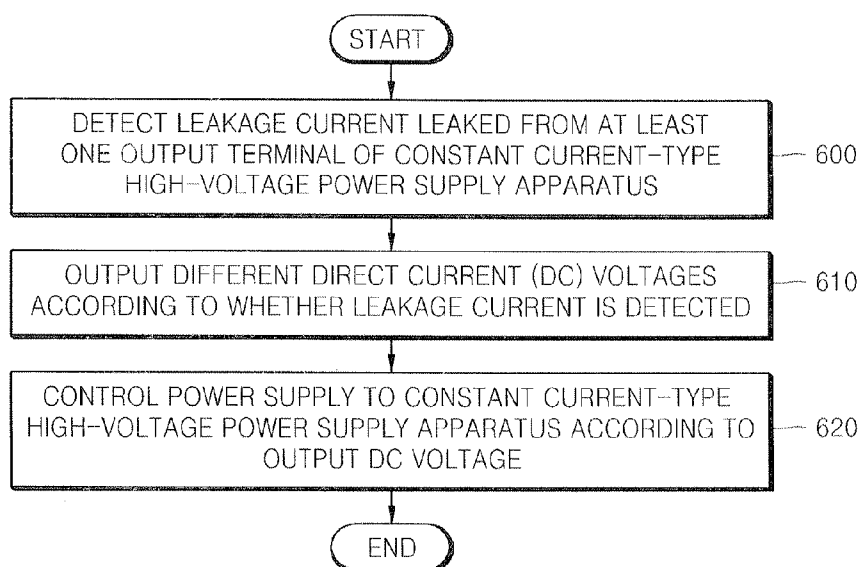 START
DETECT LEAKAGE CURRENT LEAKED FROM AT LEAST
ONE OUTPUT TERMINAL OF CONSTANT CURRENT-TYPE
HIGH-VOLTAGE POWER SUPPLY APPARATUS
600
OUTPUT DIFFERENT DIRECT CURRENT (DC) VOLTAGES
ACCORDING TO WHETHER LEAKAGE CURRENT IS DETECTED
610
CONTROL POWER SUPPLY TO CONSTANT CURRENT-TYPE
HIGH-VOLTAGE POWER SUPPLY APPARATUS ACCORDING TO
OUTPUT DC VOLTAGE
620
END